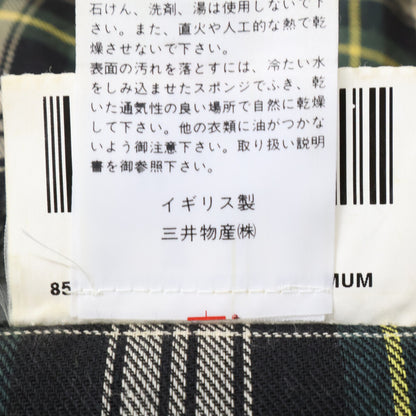 石けん、洗剤、湯は使用しないで下
さい。また、直火や人工的な熱で乾
燥させないで下さい。
表面の汚れを落とすには、冷たい水
をしみ込ませたスポンジでふき、乾
いた通気性の良い場所で自然に乾燥
して下さい。他の衣類に油がつかな
いよう御注意下さい。取り扱い説明
書を御参照下さい。
イギリス製
三井物産㈱
85
MUM